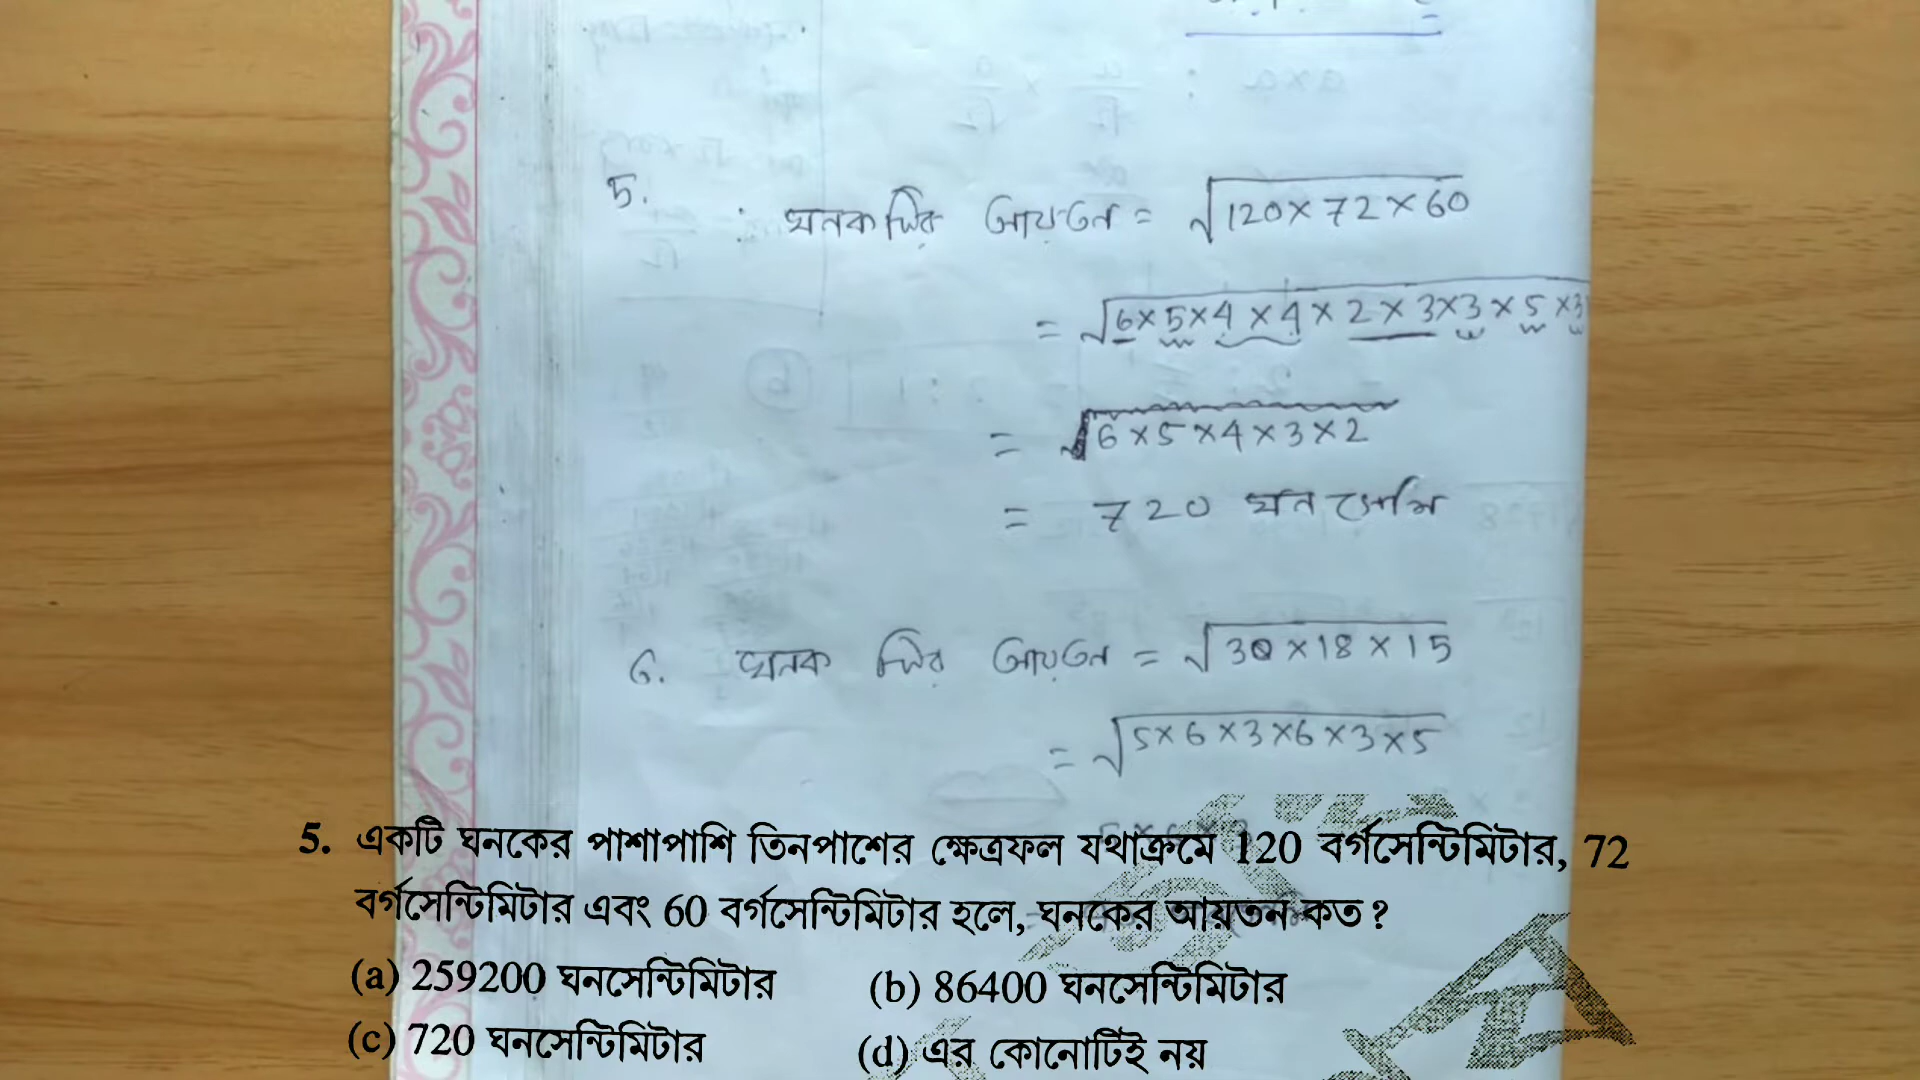 5. ঘনকটির আয়তন = √120×72×60
= √6×5×4×4×2×3×3×5×3
= √6×5×4×3×2
= 720 ঘন সেমি
6. ঘনক টির আয়তন = √30×18×15
= √5×6×3×6×3×5
5. একটি ঘনকের পাশাপাশি তিনপাশের ক্ষেত্রফল যথাক্রমে 120 বর্গসেন্টিমিটার, 72
বর্গসেন্টিমিটার এবং 60 বর্গসেন্টিমিটার হলে, ঘনকের আয়তন কত?
(a) 259200 ঘনসেন্টিমিটার (b) 86400 ঘনসেন্টিমিটার
(c) 720 ঘনসেন্টিমিটার (d) এর কোনোটিই নয়